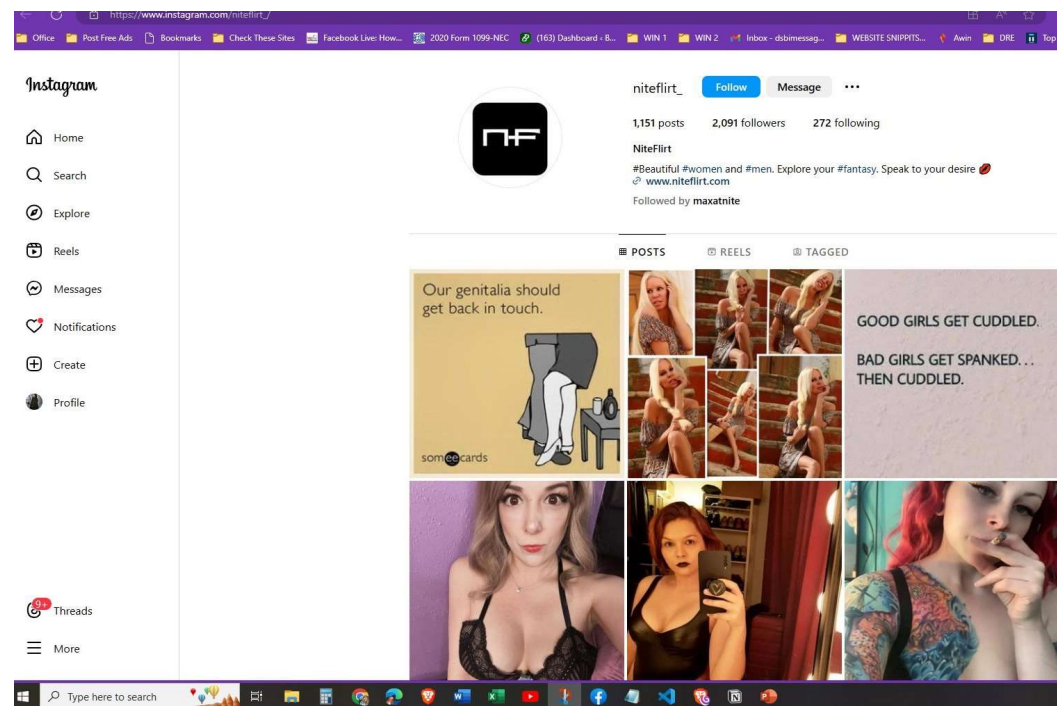 https://www.instagram.com/niteflirt_/
Office Post Free Ads Bookmarks Check These Sites Facebook Live: How... 2020 Form 1099-NEC (163) Dashboard ‹ B... WIN 1 WIN 2 Inbox - dsbimessag... WEBSITE SNIPPITS... Awin DRE Top
Instagram
Home
Search
Explore
Reels
Messages
Notifications
Create
Profile
9+
Threads
More
niteflirt_ Follow Message ...
1,151 posts 2,091 followers 272 following
NiteFlirt
#Beautiful #women and #men. Explore your #fantasy. Speak to your desire
www.niteflirt.com
Followed by maxatnite
POSTS REELS TAGGED
Our genitalia should
get back in touch.
someecards
GOOD GIRLS GET CUDDLED.
BAD GIRLS GET SPANKED...
THEN CUDDLED.
Type here to search